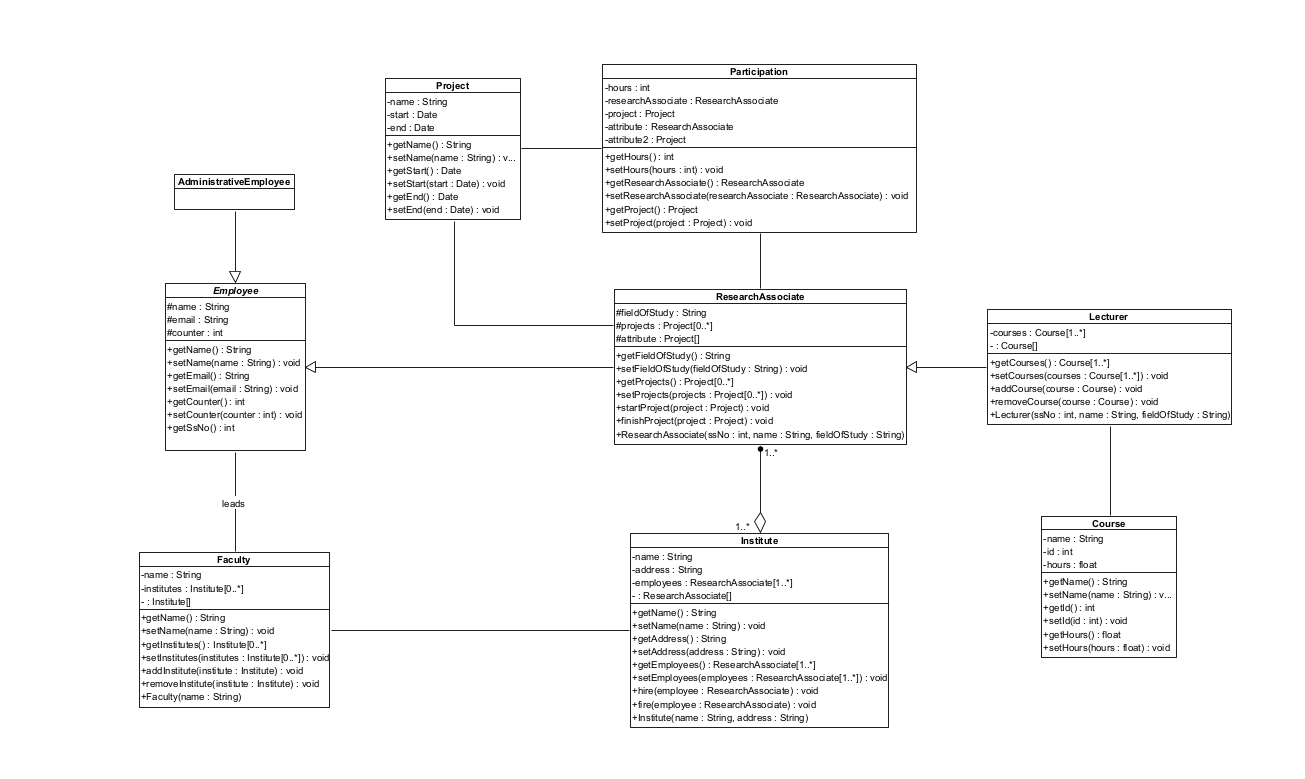 Project
-name : String
-start : Date
-end : Date
+getName() : String
+setName(name : String) : v...
+getStart() : Date
+setStart(start : Date) : void
+getEnd() : Date
+setEnd(end : Date) : void
Participation
-hours : int
-researchAssociate : ResearchAssociate
-project : Project
-attribute : ResearchAssociate
-attribute2 : Project
+getHours() : int
+setHours(hours : int) : void
+getResearchAssociate() : ResearchAssociate
+setResearchAssociate(researchAssociate : ResearchAssociate) : void
+getProject() : Project
+setProject(project : Project) : void
AdministrativeEmployee
Employee
#name : String
#email : String
#counter : int
+getName() : String
+setName(name : String) : void
+getEmail() : String
+setEmail(email : String) : void
+getCounter() : int
+setCounter(counter : int) : void
+getSsNo() : int
ResearchAssociate
#fieldOfStudy : String
#projects : Project[0..*]
#attribute : Project[]
+getFieldOfStudy() : String
+setFieldOfStudy(fieldOfStudy : String) : void
+getProjects() : Project[0..*]
+setProjects(projects : Project[0..*]) : void
+startProject(project : Project) : void
+finishProject(project : Project) : void
+ResearchAssociate(ssNo : int, name : String, fieldOfStudy : String)
Lecturer
-courses : Course[1..*]
- : Course[]
+getCourses() : Course[1..*]
+setCourses(courses : Course[1..*]) : void
+addCourse(course : Course) : void
+removeCourse(course : Course) : void
+Lecturer(ssNo : int, name : String, fieldOfStudy : String)
1..*
leads
1..*
Faculty
-name : String
-institutes : Institute[0..*]
- : Institute[]
+getName() : String
+setName(name : String) : void
+getInstitutes() : Institute[0..*]
+setInstitutes(institutes : Institute[0..*]) : void
+addInstitute(institute : Institute) : void
+removeInstitute(institute : Institute) : void
+Faculty(name : String)
Institute
-name : String
-address : String
-employees : ResearchAssociate[1..*]
- : ResearchAssociate[]
+getName() : String
+setName(name : String) : void
+getAddress() : String
+setAddress(address : String) : void
+getEmployees() : ResearchAssociate[1..*]
+setEmployees(employees : ResearchAssociate[1..*]) : void
+hire(employee : ResearchAssociate) : void
+fire(employee : ResearchAssociate) : void
+Institute(name : String, address : String)
Course
-name : String
-id : int
-hours : float
+getName() : String
+setName(name : String) : v...
+getId() : int
+setId(id : int) : void
+getHours() : float
+setHours(hours : float) : void